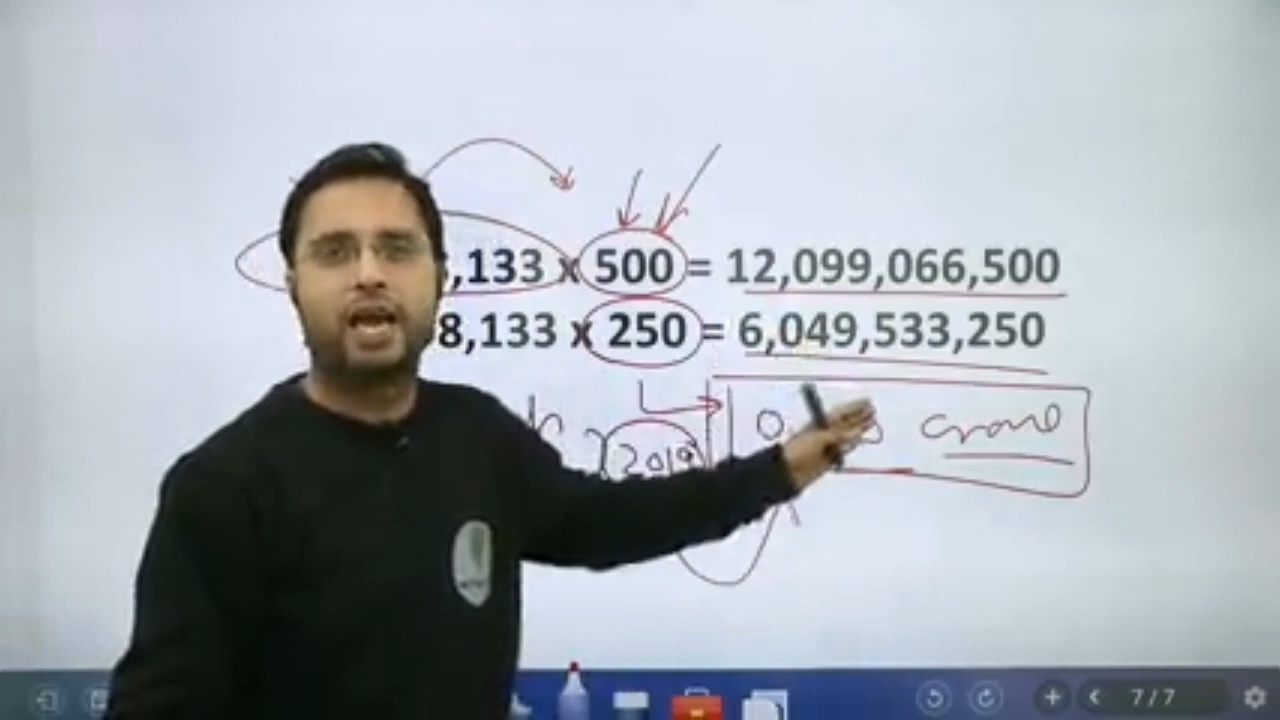 ,133 x 500 = 12,099,066,500
8,133 x 250 = 6,049,533,250
2019 crore
7 / 7